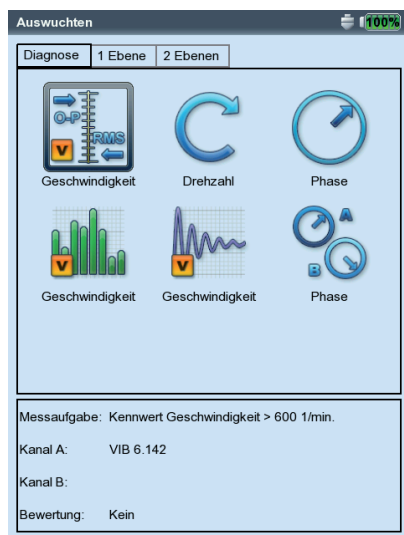 Auswuchten 100%
Diagnose 1 Ebene 2 Ebenen
O-P
RMS
V
Geschwindigkeit Drehzahl Phase
V V A B
Geschwindigkeit Geschwindigkeit Phase
Messaufgabe: Kennwert Geschwindigkeit > 600 1/min.
Kanal A: VIB 6.142
Kanal B:
Bewertung: Kein